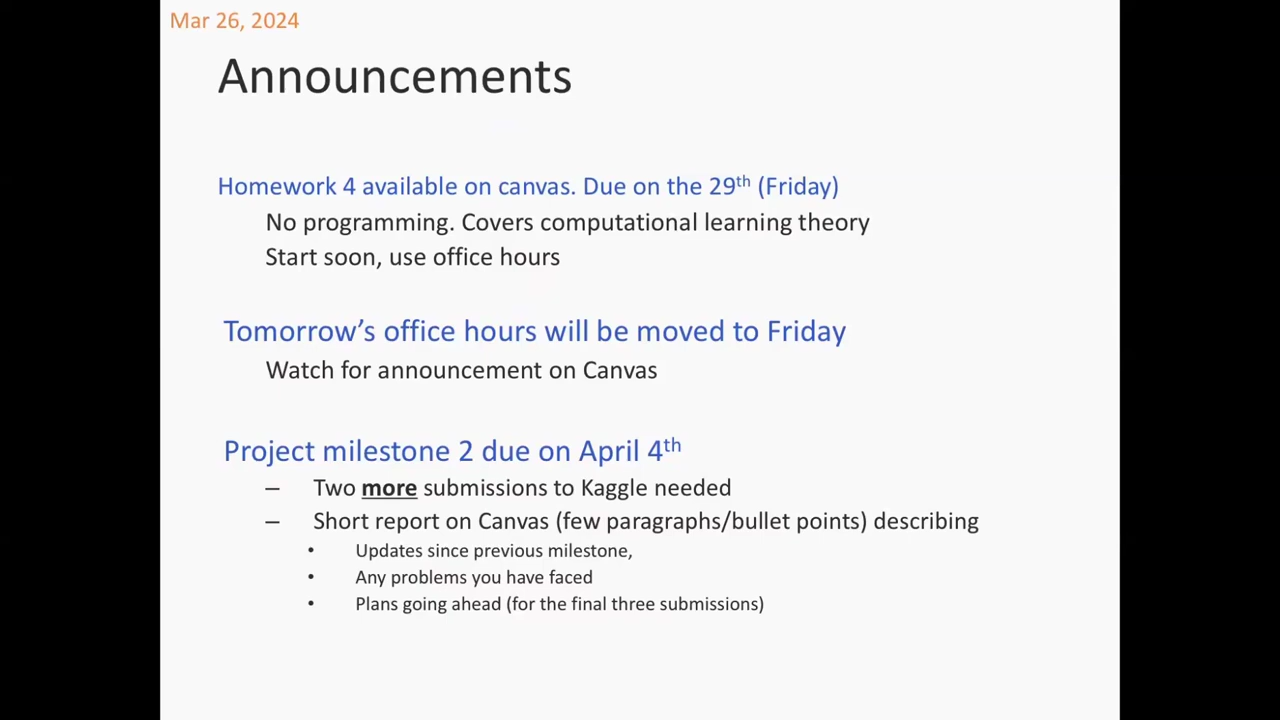 Mar 26, 2024
Announcements
Homework 4 available on canvas. Due on the 29th (Friday)
No programming. Covers computational learning theory
Start soon, use office hours
Tomorrow’s office hours will be moved to Friday
Watch for announcement on Canvas
Project milestone 2 due on April 4th
– Two more submissions to Kaggle needed
– Short report on Canvas (few paragraphs/bullet points) describing
• Updates since previous milestone,
• Any problems you have faced
• Plans going ahead (for the final three submissions)